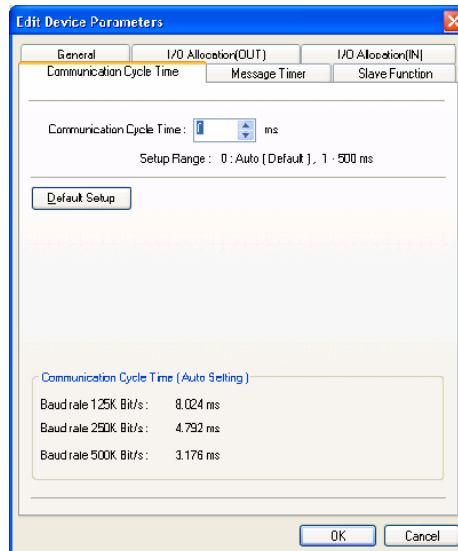 Edit Device Parameters
General I/O Allocation(OUT) I/O Allocation(IN)
Communication Cycle Time Message Timer Slave Function
Communication Cycle Time : 0 ms
Setup Range : 0 : Auto ( Default ) , 1 - 500 ms
Default Setup
Communication Cycle Time ( Auto Setting )
Baud rate 125K Bit/s : 8.024 ms
Baud rate 250K Bit/s : 4.792 ms
Baud rate 500K Bit/s : 3.176 ms
OK Cancel